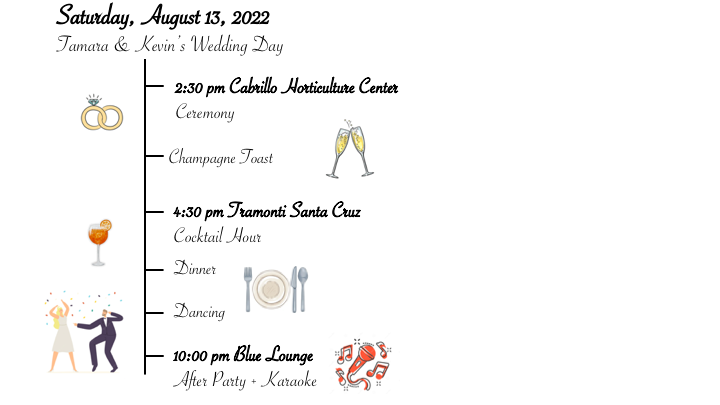 Saturday, August 13, 2022
Tamara & Kevin's Wedding Day
2:30 pm Cabrillo Horticulture Center
Ceremony
Champagne Toast
4:30 pm Tramonti Santa Cruz
Cocktail Hour
Dinner
Dancing
10:00 pm Blue Lounge
After Party + Karaoke